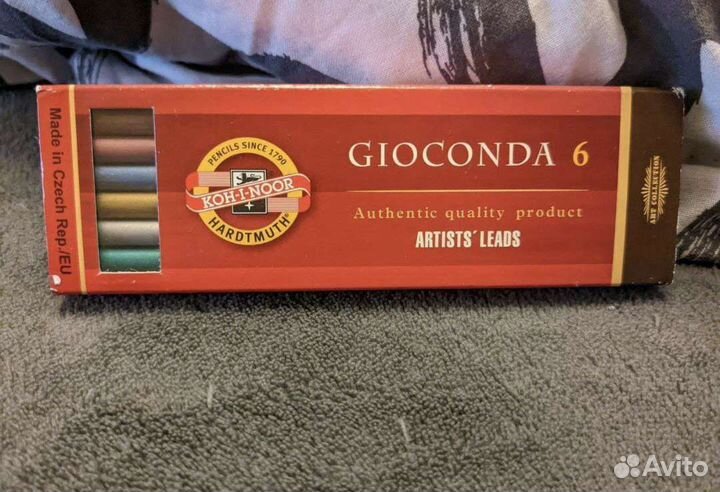 Made in Czech Rep./EU
PENCILS SINCE 1790
KOH-I-NOOR
HARDTMUTH®
GIOCONDA 6
Authentic quality product
ARTISTS´ LEADS
ART COLLECTION
Avito